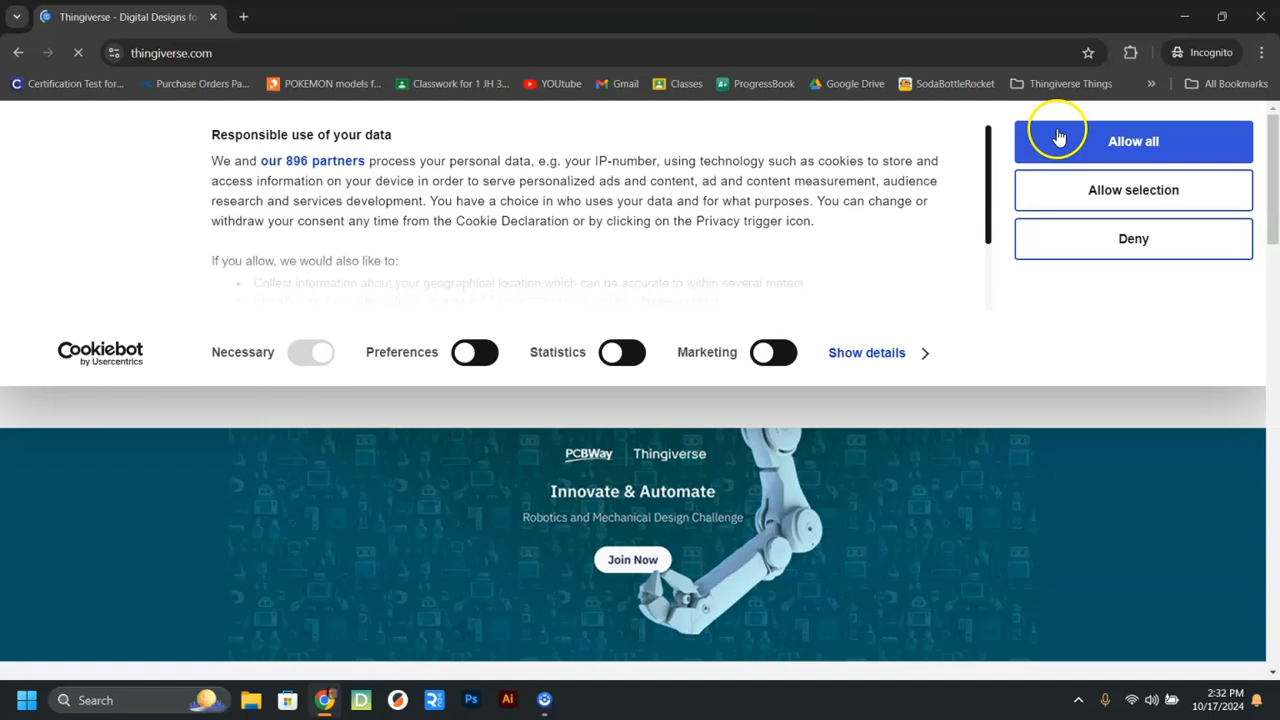 Thingiverse - Digital Designs fo
thingiverse.com
Incognito
Certification Test for...
Purchase Orders Pa...
POKEMON models f...
Classwork for 1 JH 3...
YOUtube
Gmail
Classes
ProgressBook
Google Drive
SodaBottleRocket
Thingiverse Things
All Bookmarks
Responsible use of your data
We and our 896 partners process your personal data, e.g. your IP-number, using technology such as cookies to store and
access information on your device in order to serve personalized ads and content, ad and content measurement, audience
research and services development. You have a choice in who uses your data and for what purposes. You can change or
withdraw your consent any time from the Cookie Declaration or by clicking on the Privacy trigger icon.
If you allow, we would also like to:
Collect information about your geographical location which can be accurate to within several meters
Allow all
Allow selection
Deny
Cookiebot
by Usercentrics
Necessary
Preferences
Statistics
Marketing
Show details
PCBWay | Thingiverse
Innovate & Automate
Robotics and Mechanical Design Challenge
Join Now
Search
Ps
Ai
2:32 PM
10/17/2024